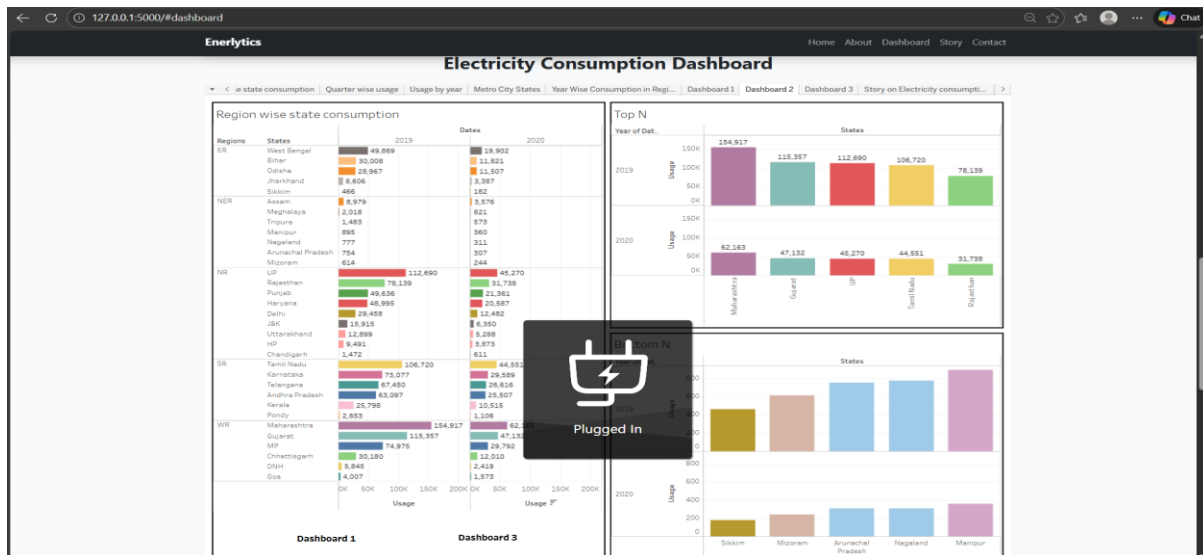 127.0.0.1:5000/#dashboard
Chat
Enerlytics
Home About Dashboard Story Contact
Electricity Consumption Dashboard
e state consumption Quarter wise usage Usage by year Metro City States Year Wise Consumption in Regi... Dashboard 1 Dashboard 2 Dashboard 3 Story on Electricity consumpti...
Region wise state consumption
Dates
Regions States 2019 2020
ER West Bengal 49,869 19,902
Bihar 30,008 11,821
Odisha 28,967 11,507
Jharkhand 8,606 3,387
Sikkim 466 182
NER Assam 8,979 3,576
Meghalaya 2,018 821
Tripura 1,483 573
Manipur 895 360
Nagaland 777 311
Arunachal Pradesh 754 307
Mizoram 614 244
NR UP 112,690 45,270
Rajasthan 78,139 31,738
Punjab 49,636 21,361
Haryana 48,995 20,587
Delhi 29,458 12,482
J&K 15,915 6,350
Uttarakhand 12,899 5,288
HP 9,491 3,873
Chandigarh 1,472 611
SR Tamil Nadu 106,720 44,551
Karnataka 73,077 29,589
Telangana 67,450 26,616
Andhra Pradesh 63,097 25,507
Kerala 25,798 10,515
Pondy 2,653 1,106
WR Maharashtra 154,917
Gujarat 115,357 47,132
MP 74,975 29,792
Chhattisgarh 30,180 12,010
DNH 5,845 2,419
Goa 4,007 1,573
0K 50K 100K 150K 200K 0K 50K 100K 150K 200K
Usage Usage
Dashboard 1 Dashboard 3
Top N
Year of Dat.. States
2019 Usage 150K 100K 50K 0K
154,917 115,357 112,690 106,720 78,139
2020 Usage 150K 100K 50K 0K
62,163 47,132 45,270 44,551 31,738
Maharashtra Gujarat UP Tamil Nadu Rajasthan
Bottom N
States
2019 Usage 800 600 400 200 0
2020 Usage 800 600 400 200 0
Sikkim Mizoram Arunachal Pradesh Nagaland Manipur
Plugged In